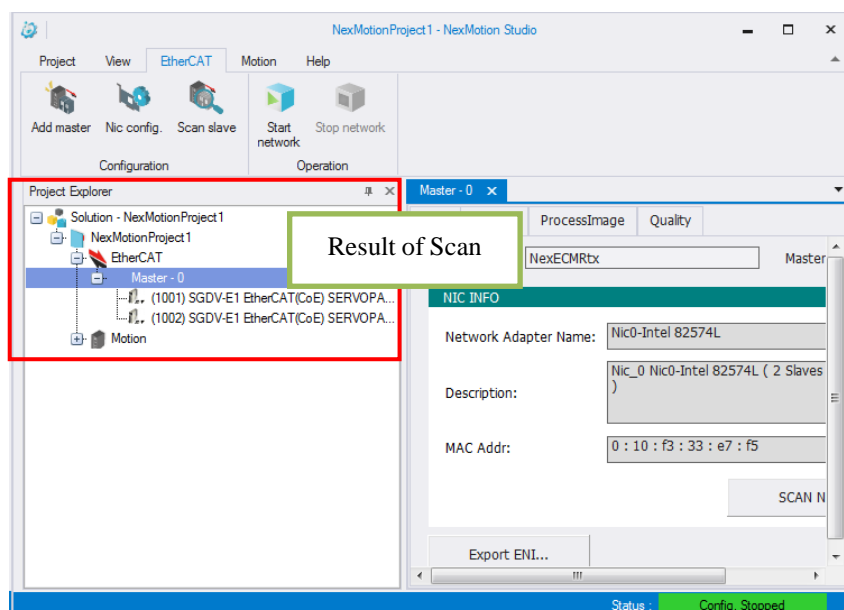 NexMotionProject1 - NexMotion Studio
Project View EtherCAT Motion Help
Add master Nic config. Scan slave Start network Stop network
Configuration Operation
Project Explorer
Solution - NexMotionProject1
NexMotionProject1
EtherCAT
Master - 0
(1001) SGDV-E1 EtherCAT(CoE) SERVOPA...
(1002) SGDV-E1 EtherCAT(CoE) SERVOPA...
Motion
Result of Scan
Master - 0
ProcessImage Quality
NexECMRtx Master
NIC INFO
Network Adapter Name: Nic0-Intel 82574L
Description: Nic_0 Nic0-Intel 82574L ( 2 Slaves
)
MAC Addr: 0 : 10 : f3 : 33 : e7 : f5
SCAN N
Export ENI...
Status : Config. Stopped